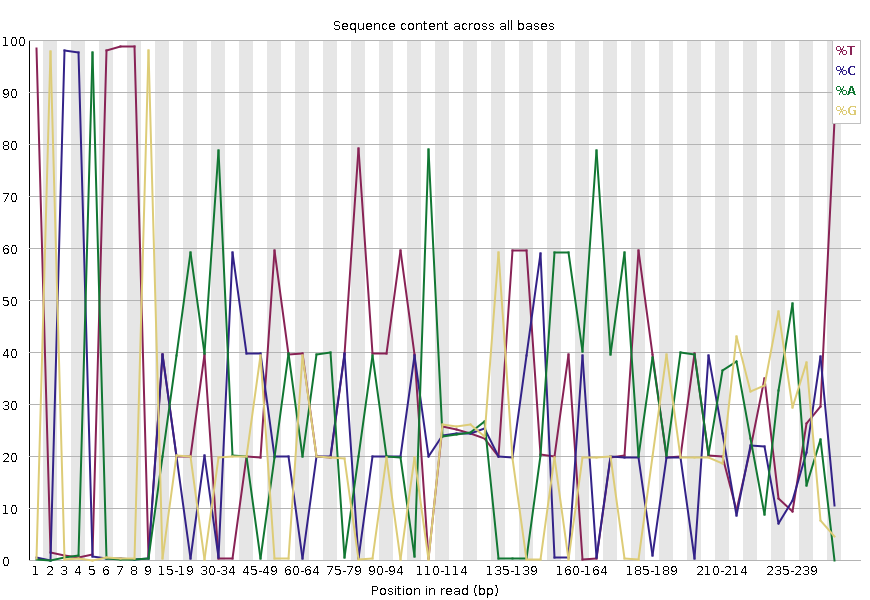 Sequence content across all bases
100
90
80
70
60
50
40
30
20
10
0
%T
%C
%A
%G
1 2 3 4 5 6 7 8 9 15-19 30-34 45-49 60-64 75-79 90-94 110-114 135-139 160-164 185-189 210-214 235-239
Position in read (bp)